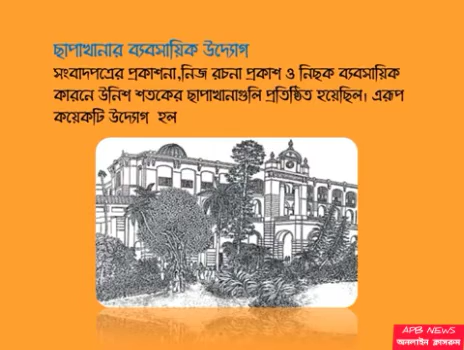 ছাপাখানার ব্যবসায়িক উদ্যোগ
সংবাদপত্রের প্রকাশনা,নিজ রচনা প্রকাশ ও নিছক ব্যবসায়িক
কারনে উনিশ শতকের ছাপাখানাগুলি প্রতিষ্ঠিত হয়েছিল। এরূপ
কয়েকটি উদ্যোগ হল
APB NEWS
অনলাইন ক্লাসরুম